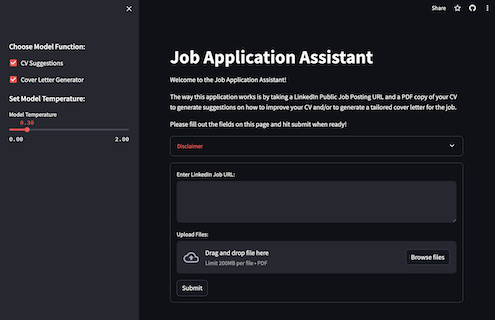 Share
Choose Model Function:
CV Suggestions
Cover Letter Generator
Set Model Temperature:
Model Temperature
0.30
0.00 2.00
Job Application Assistant
Welcome to the Job Application Assistant!
The way this application works is by taking a LinkedIn Public Job Posting URL and a PDF copy of your CV
to generate suggestions on how to improve your CV and/or to generate a tailored cover letter for the job.
Please fill out the fields on this page and hit submit when ready!
Disclaimer
Enter LinkedIn Job URL:
Upload Files:
Drag and drop file here
Limit 200MB per file • PDF
Browse files
Submit